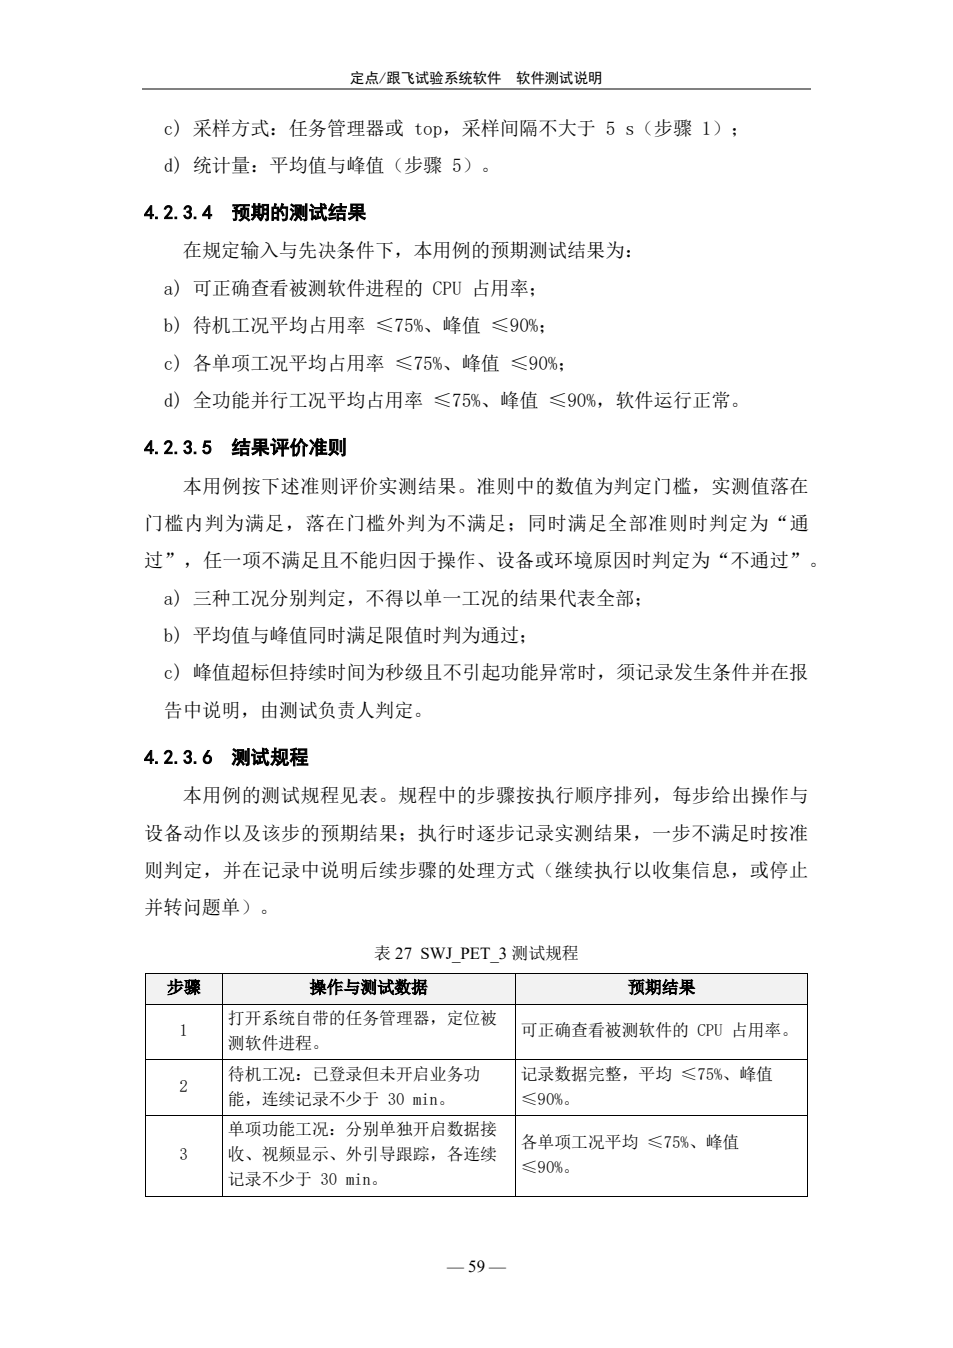 定点/跟飞试验系统软件　软件测试说明
c) 采样方式：任务管理器或 top，采样间隔不大于 5 s（步骤 1）；
d) 统计量：平均值与峰值（步骤 5）。
4.2.3.4　预期的测试结果
在规定输入与先决条件下，本用例的预期测试结果为：
a) 可正确查看被测软件进程的 CPU 占用率；
b) 待机工况平均占用率 ≤75%、峰值 ≤90%；
c) 各单项工况平均占用率 ≤75%、峰值 ≤90%；
d) 全功能并行工况平均占用率 ≤75%、峰值 ≤90%，软件运行正常。
4.2.3.5　结果评价准则
本用例按下述准则评价实测结果。准则中的数值为判定门槛，实测值落在
门槛内判为满足，落在门槛外判为不满足；同时满足全部准则时判定为“通
过”，任一项不满足且不能归因于操作、设备或环境原因时判定为“不通过”。
a) 三种工况分别判定，不得以单一工况的结果代表全部；
b) 平均值与峰值同时满足限值时判为通过；
c) 峰值超标但持续时间为秒级且不引起功能异常时，须记录发生条件并在报
告中说明，由测试负责人判定。
4.2.3.6　测试规程
本用例的测试规程见表。规程中的步骤按执行顺序排列，每步给出操作与
设备动作以及该步的预期结果；执行时逐步记录实测结果，一步不满足时按准
则判定，并在记录中说明后续步骤的处理方式（继续执行以收集信息，或停止
并转问题单）。
表 27 SWJ_PET_3 测试规程
步骤　操作与测试数据　预期结果
1
打开系统自带的任务管理器，定位被
测软件进程。
可正确查看被测软件的 CPU 占用率。
2
待机工况：已登录但未开启业务功
能，连续记录不少于 30 min。
记录数据完整，平均 ≤75%、峰值
≤90%。
3
单项功能工况：分别单独开启数据接
收、视频显示、外引导跟踪，各连续
记录不少于 30 min。
各单项工况平均 ≤75%、峰值
≤90%。
— 59 —